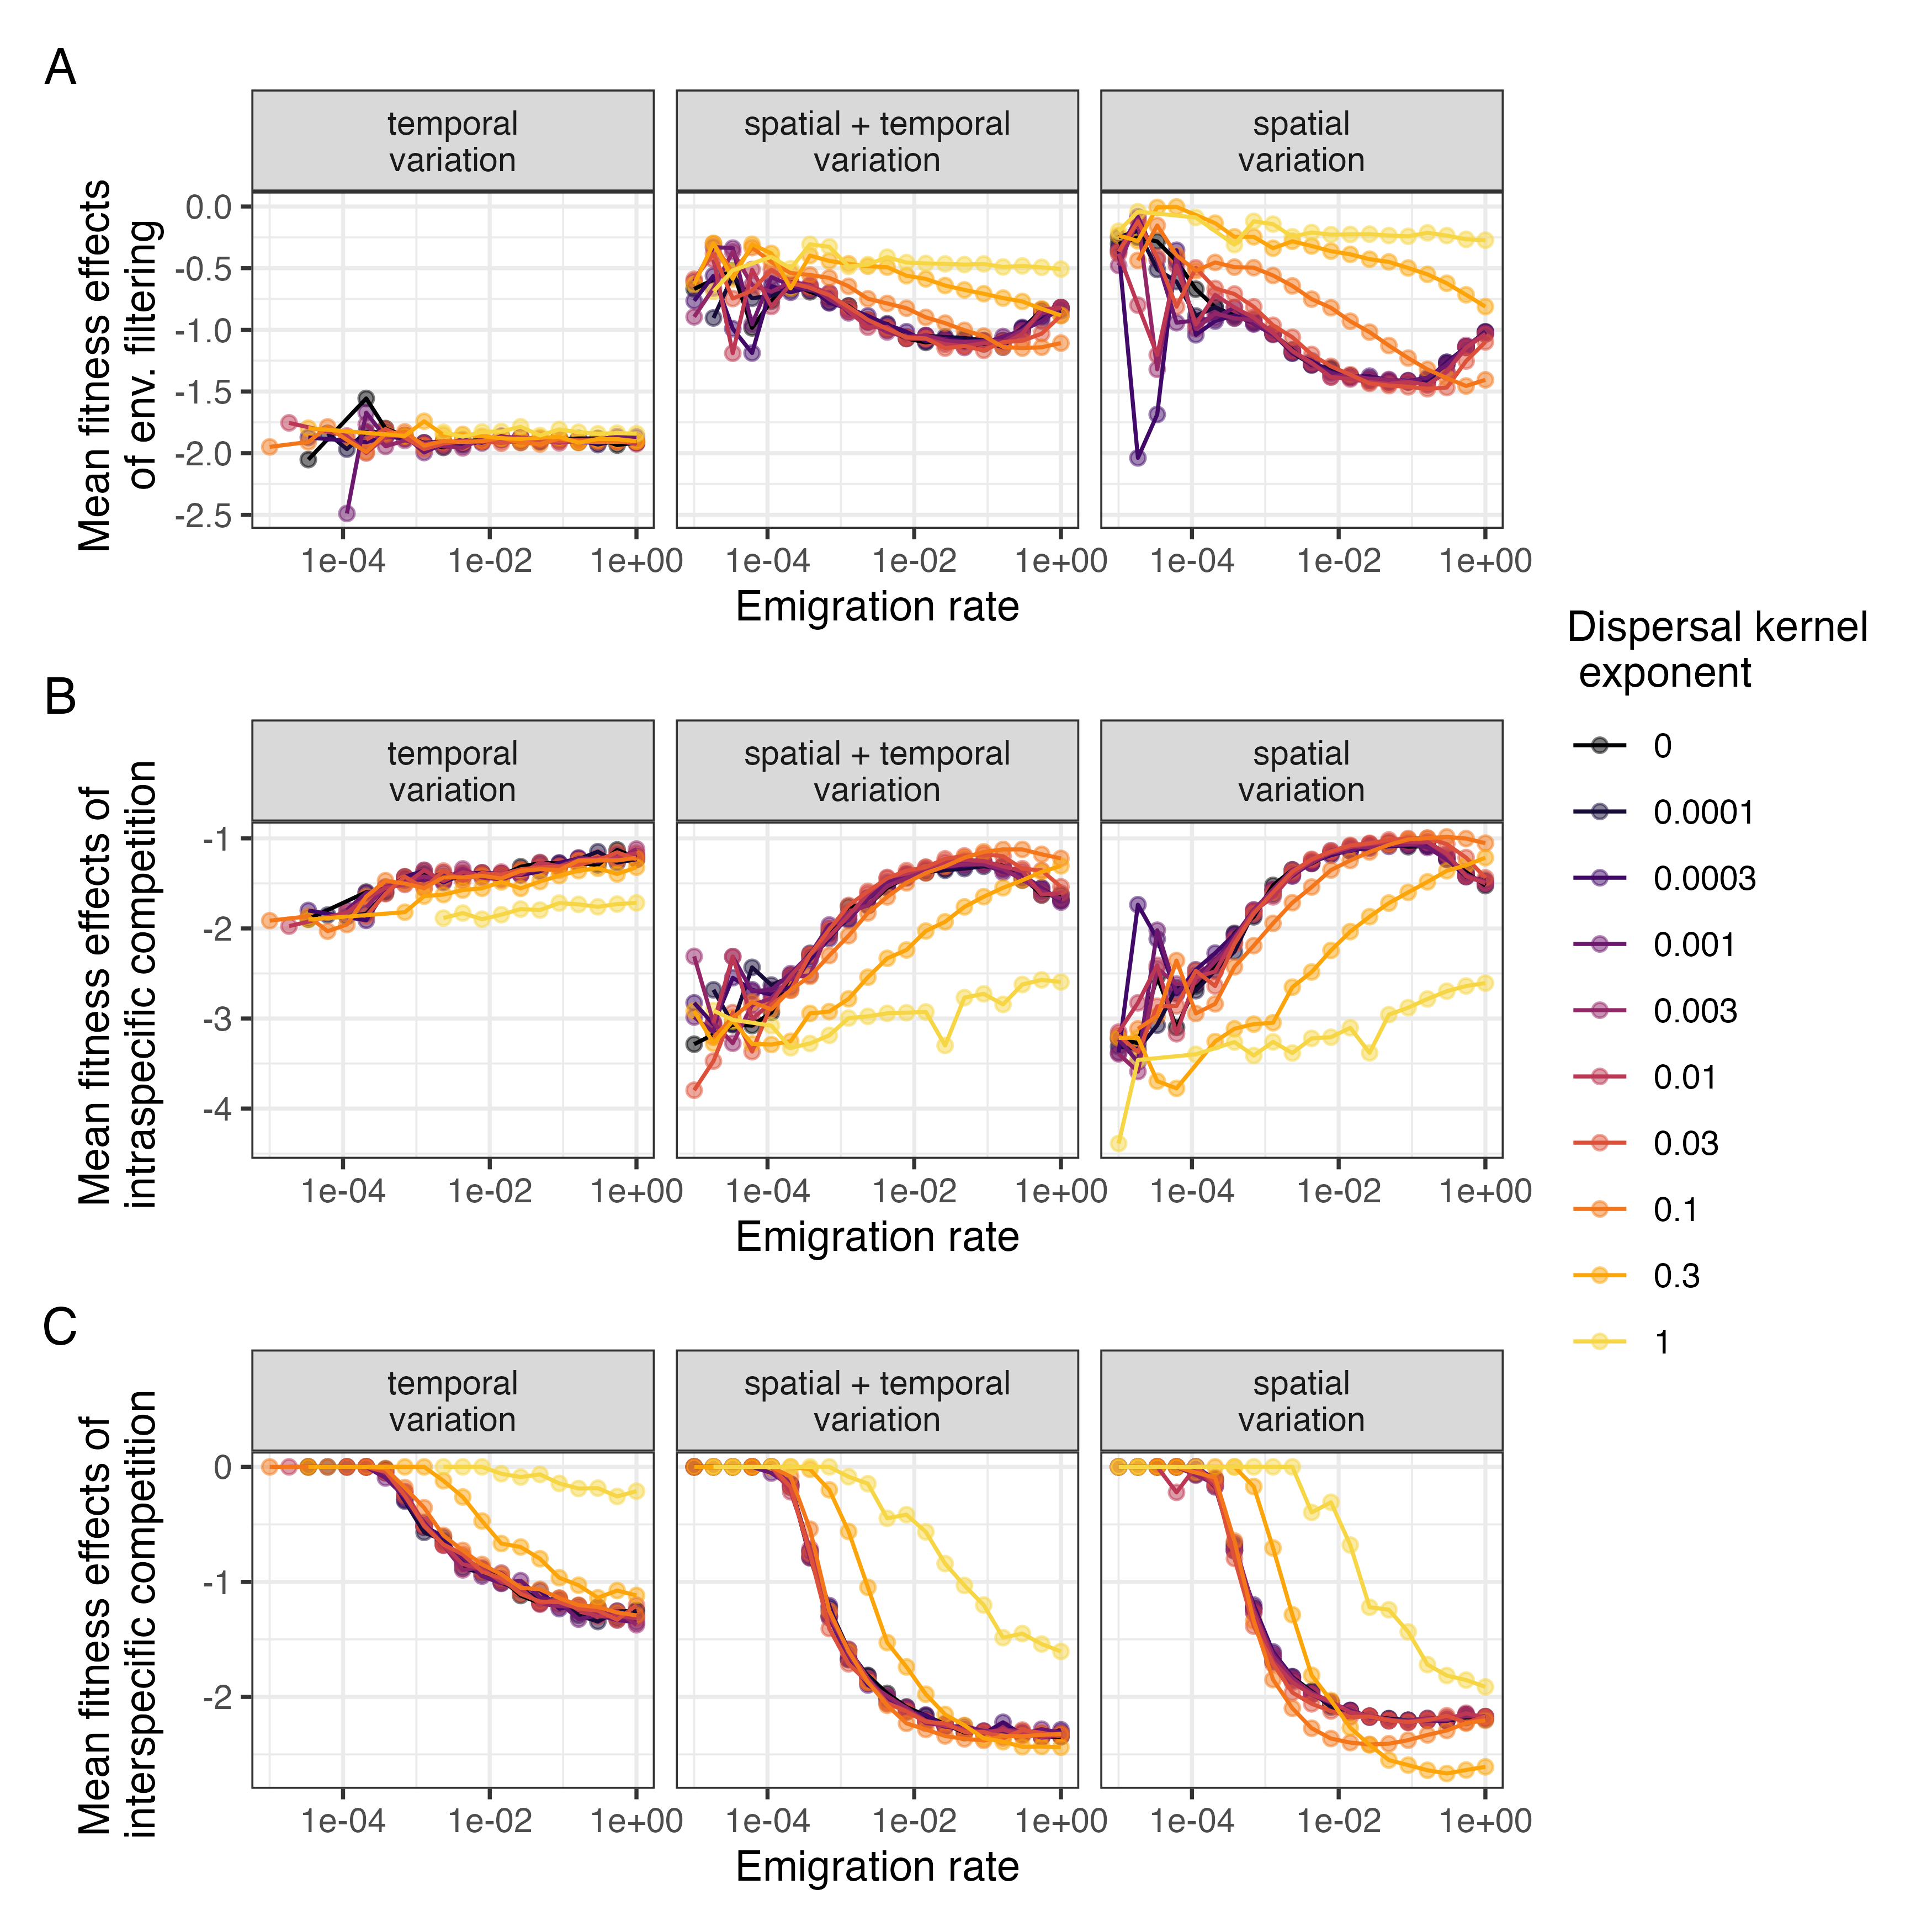 A
temporal
variation
spatial + temporal
variation
spatial
variation
Mean fitness effects
of env. filtering
0.0
-0.5
-1.0
-1.5
-2.0
-2.5
1e-04 1e-02 1e+00 1e-04 1e-02 1e+00 1e-04 1e-02 1e+00
Emigration rate
B
temporal
variation
spatial + temporal
variation
spatial
variation
Mean fitness effects of
intraspecific competition
-1
-2
-3
-4
1e-04 1e-02 1e+00 1e-04 1e-02 1e+00 1e-04 1e-02 1e+00
Emigration rate
C
temporal
variation
spatial + temporal
variation
spatial
variation
Mean fitness effects of
interspecific competition
0
-1
-2
1e-04 1e-02 1e+00 1e-04 1e-02 1e+00 1e-04 1e-02 1e+00
Emigration rate
Dispersal kernel
exponent
0
0.0001
0.0003
0.001
0.003
0.01
0.03
0.1
0.3
1